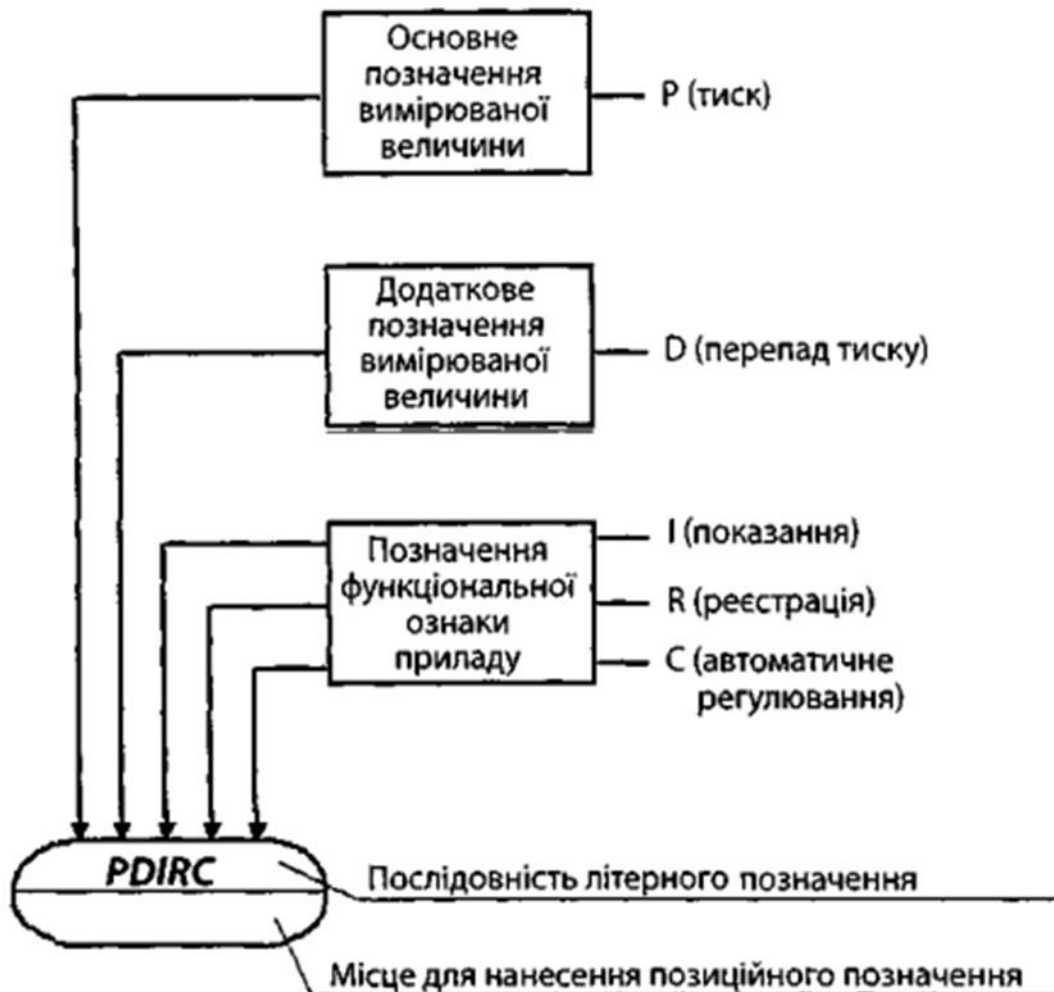 Основне
позначення
вимірюваної
величини
P (тиск)
Додаткове
позначення
вимірюваної
величини
D (перепад тиску)
Позначення
функціональної
ознаки
приладу
I (показання)
R (реєстрація)
C (автоматичне
регулювання)
PDIRC
Послідовність літерного позначення
Місце для нанесення позиційного позначення